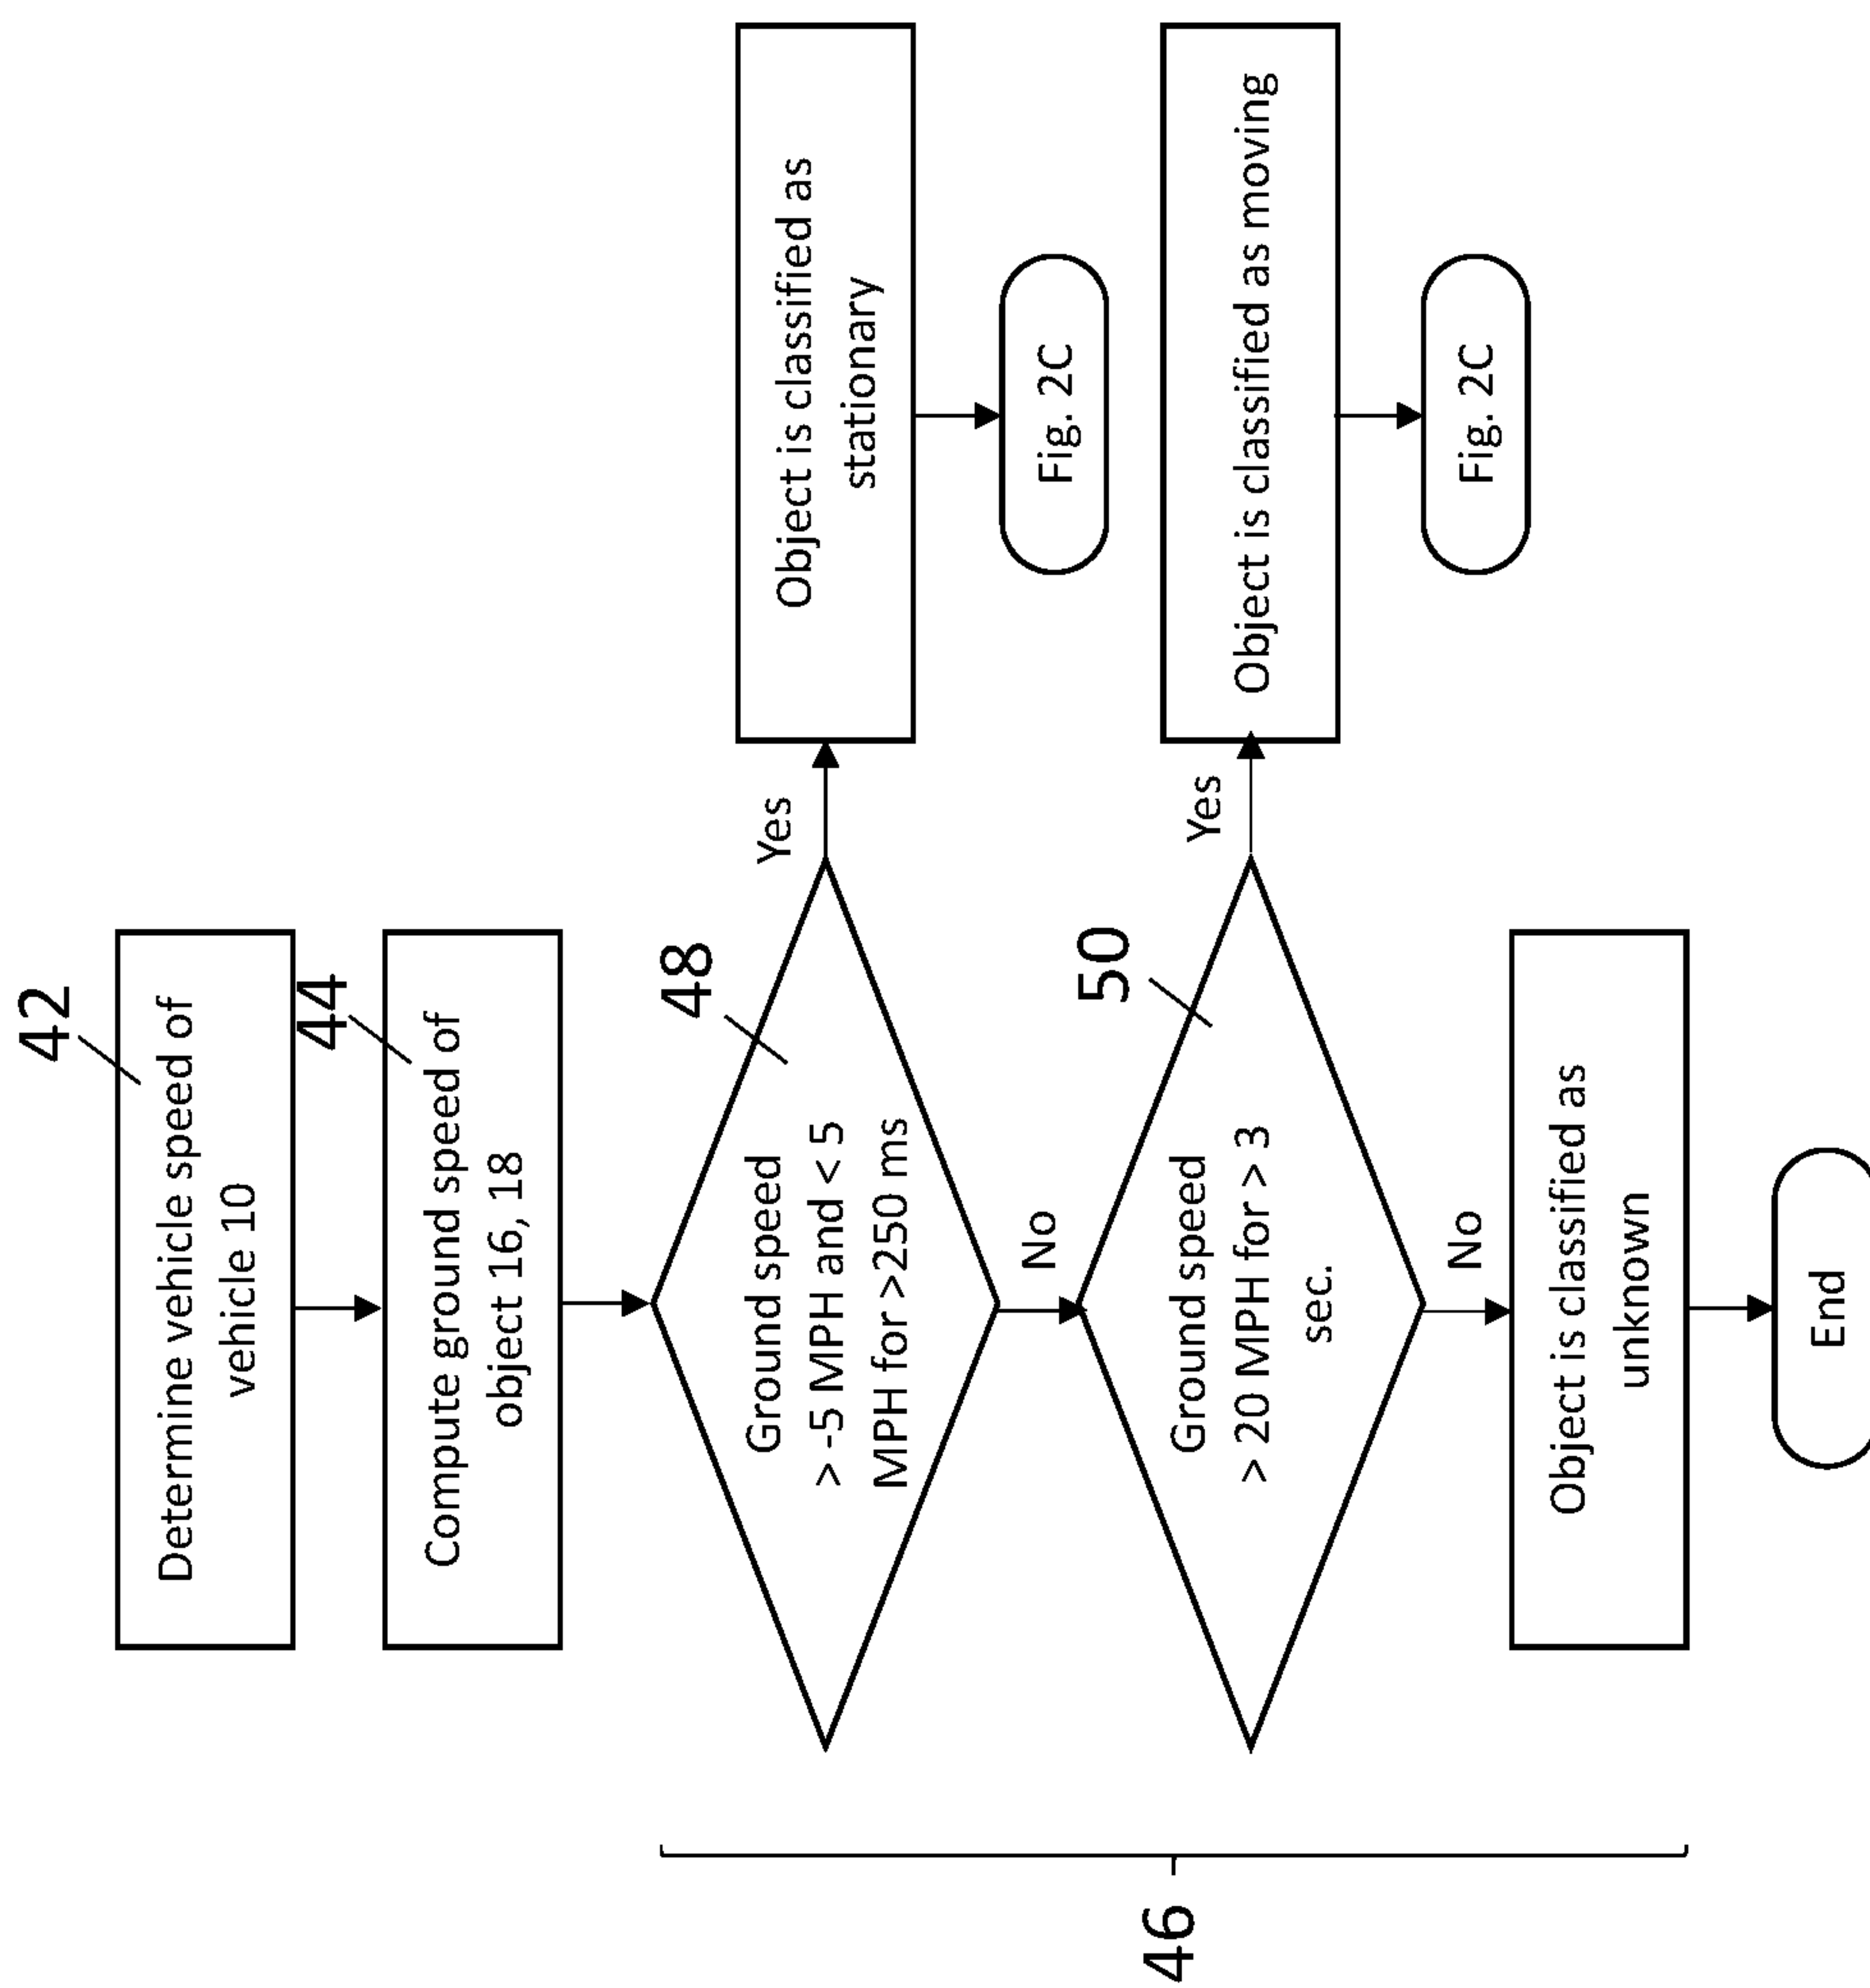 42
Determine vehicle speed of
vehicle 10
44
Compute ground speed of
object 16, 18
46
48
Ground speed
> -5 MPH and < 5
MPH for >250 ms
Yes
Object is classified as
stationary
Fig. 2C
No
50
Ground speed
> 20 MPH for > 3
sec.
Yes
Object is classified as moving
Fig. 2C
No
Object is classified as
unknown
End